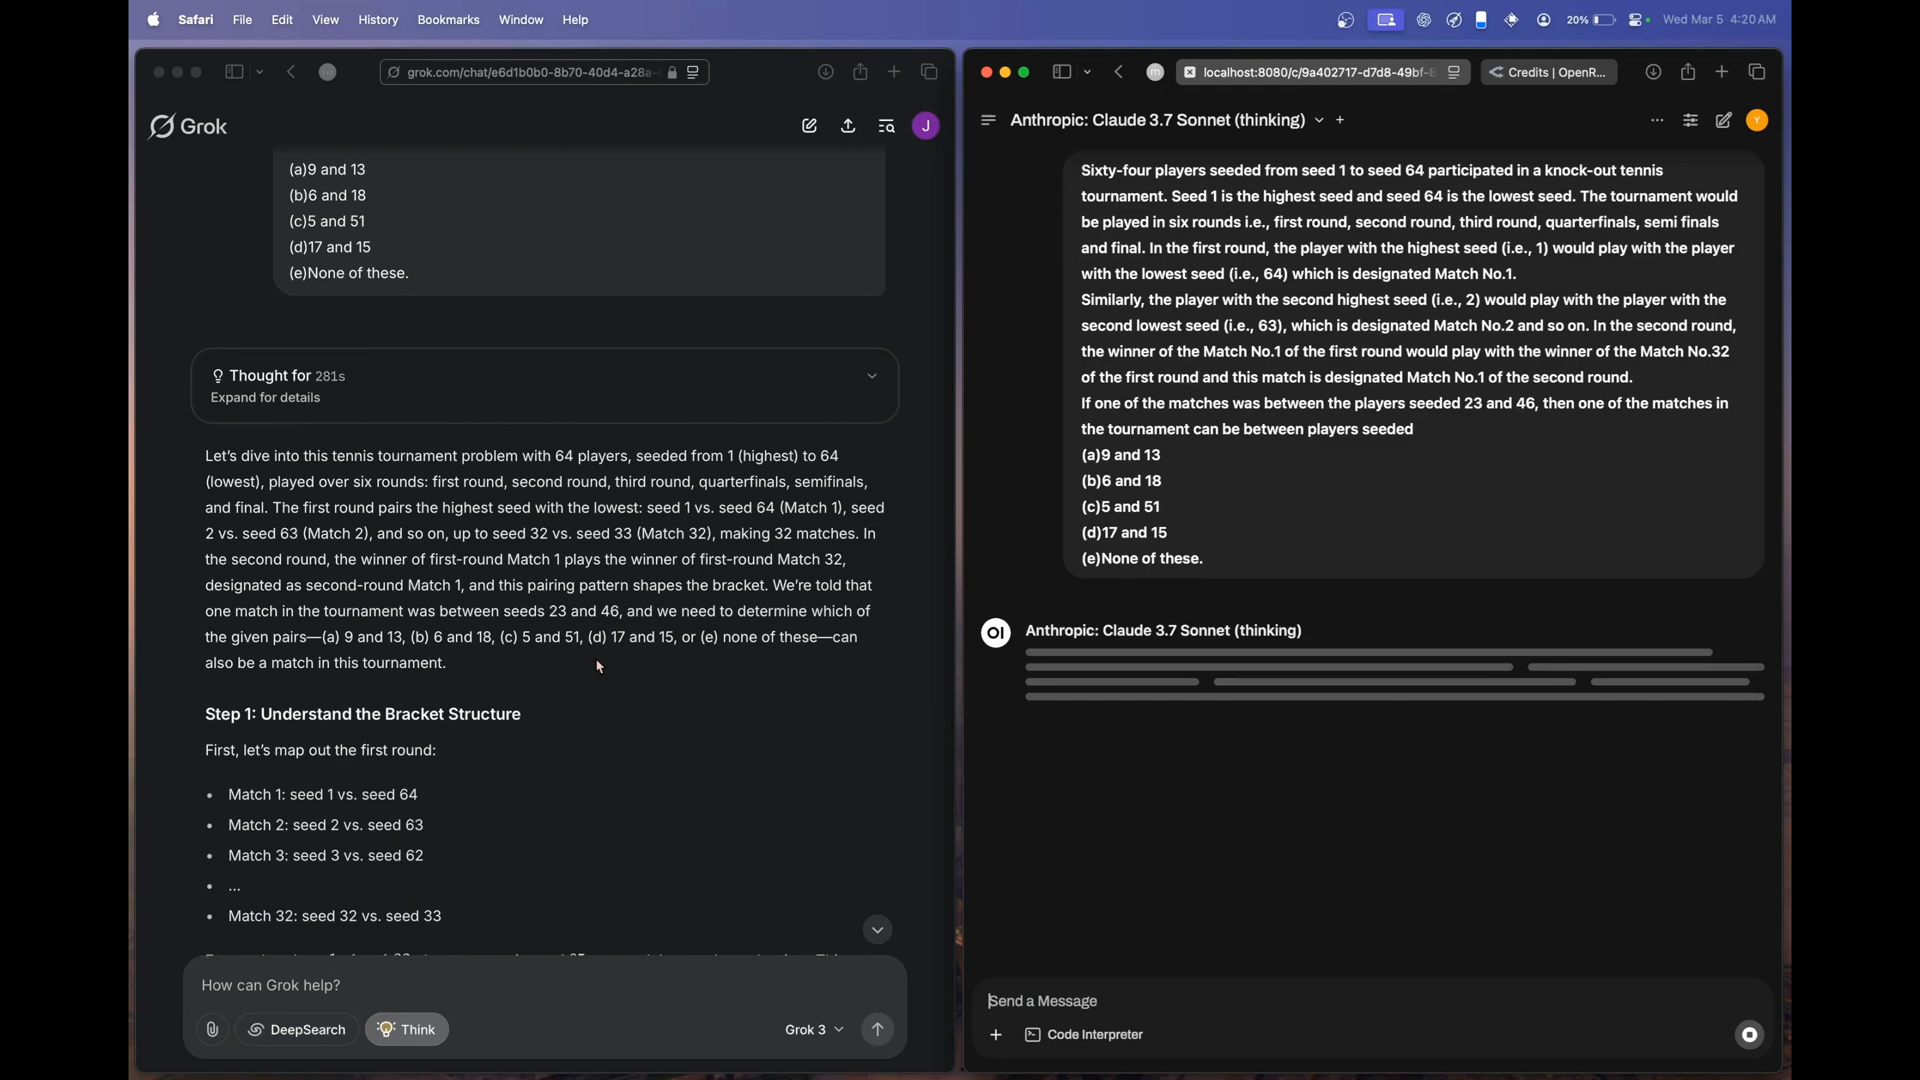 Safari File Edit View History Bookmarks Window Help
20% Wed Mar 5 4:20 AM
grok.com/chat/e6d1b0b0-8b70-40d4-a28a-
Grok
J
(a)9 and 13
(b)6 and 18
(c)5 and 51
(d)17 and 15
(e)None of these.
Thought for 281s
Expand for details
Let's dive into this tennis tournament problem with 64 players, seeded from 1 (highest) to 64
(lowest), played over six rounds: first round, second round, third round, quarterfinals, semifinals,
and final. The first round pairs the highest seed with the lowest: seed 1 vs. seed 64 (Match 1), seed
2 vs. seed 63 (Match 2), and so on, up to seed 32 vs. seed 33 (Match 32), making 32 matches. In
the second round, the winner of first-round Match 1 plays the winner of first-round Match 32,
designated as second-round Match 1, and this pairing pattern shapes the bracket. We're told that
one match in the tournament was between seeds 23 and 46, and we need to determine which of
the given pairs—(a) 9 and 13, (b) 6 and 18, (c) 5 and 51, (d) 17 and 15, or (e) none of these—can
also be a match in this tournament.
Step 1: Understand the Bracket Structure
First, let's map out the first round:
• Match 1: seed 1 vs. seed 64
• Match 2: seed 2 vs. seed 63
• Match 3: seed 3 vs. seed 62
• ...
• Match 32: seed 32 vs. seed 33
How can Grok help?
DeepSearch Think Grok 3
localhost:8080/c/9a402717-d7d8-49bf-8 Credits | OpenR...
Anthropic: Claude 3.7 Sonnet (thinking) +
Y
Sixty-four players seeded from seed 1 to seed 64 participated in a knock-out tennis
tournament. Seed 1 is the highest seed and seed 64 is the lowest seed. The tournament would
be played in six rounds i.e., first round, second round, third round, quarterfinals, semi finals
and final. In the first round, the player with the highest seed (i.e., 1) would play with the player
with the lowest seed (i.e., 64) which is designated Match No.1.
Similarly, the player with the second highest seed (i.e., 2) would play with the player with the
second lowest seed (i.e., 63), which is designated Match No.2 and so on. In the second round,
the winner of the Match No.1 of the first round would play with the winner of the Match No.32
of the first round and this match is designated Match No.1 of the second round.
If one of the matches was between the players seeded 23 and 46, then one of the matches in
the tournament can be between players seeded
(a)9 and 13
(b)6 and 18
(c)5 and 51
(d)17 and 15
(e)None of these.
OI Anthropic: Claude 3.7 Sonnet (thinking)
Send a Message
+ Code Interpreter